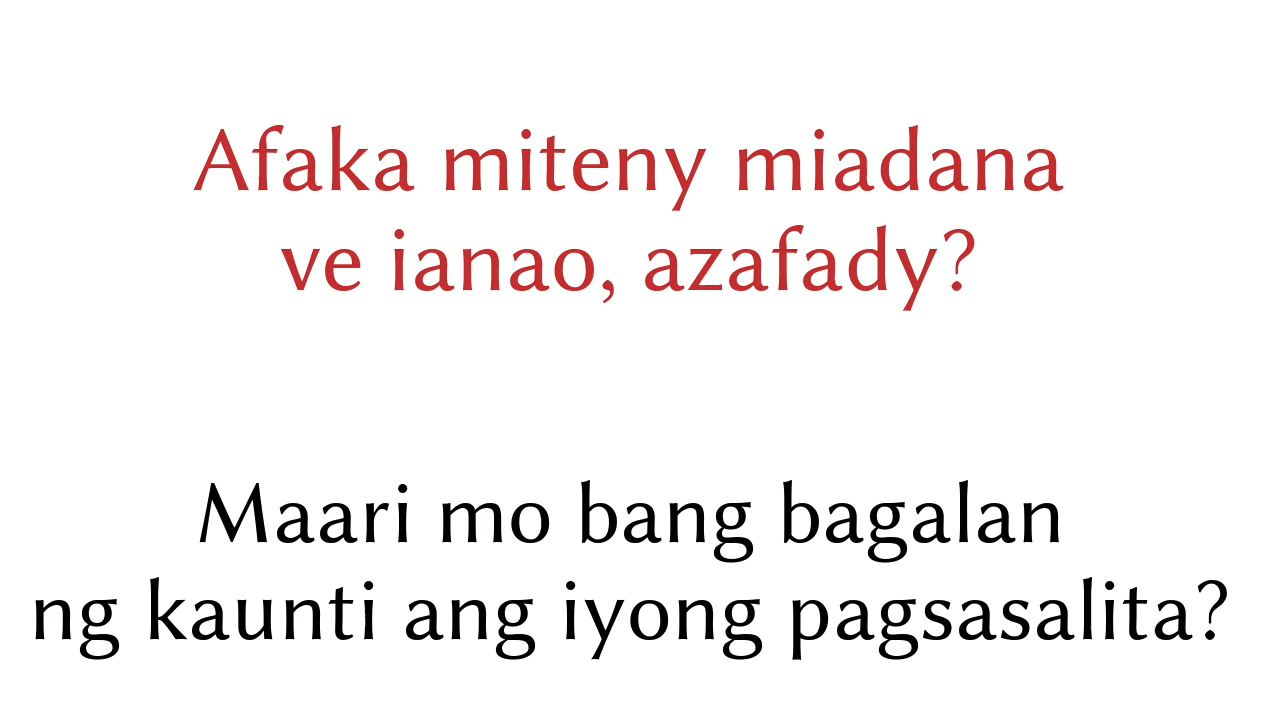 Afaka miteny miadana
ve ianao, azafady?
Maari mo bang bagalan
ng kaunti ang iyong pagsasalita?